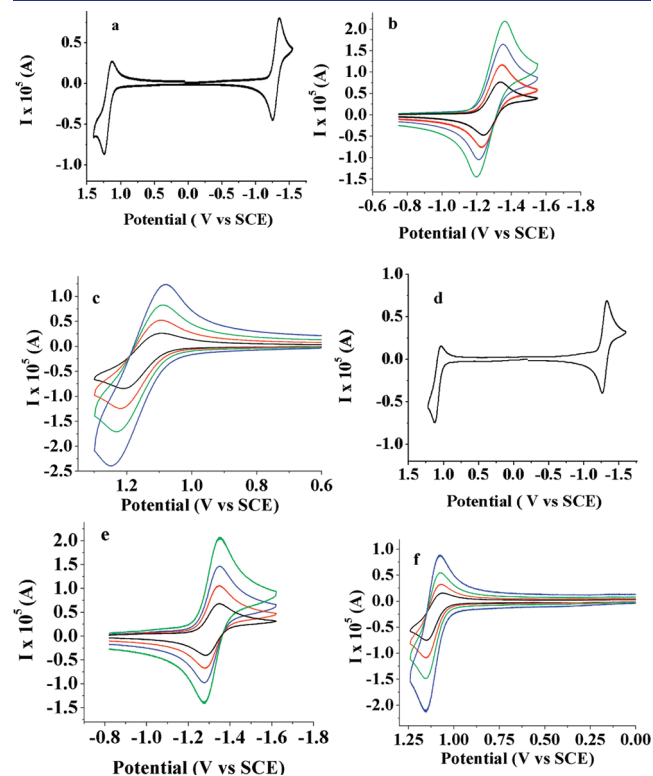 a
I x 10⁵ (A)
0.5
0.0
-0.5
-1.0
1.5 1.0 0.5 0.0 -0.5 -1.0 -1.5
Potential ( V vs SCE)
b
I x 10⁵ (A)
2.0
1.5
1.0
0.5
0.0
-0.5
-1.0
-1.5
-0.6 -0.8 -1.0 -1.2 -1.4 -1.6 -1.8
Potential (V vs SCE)
c
I x 10⁵ (A)
1.0
0.5
0.0
-0.5
-1.0
-1.5
-2.0
-2.5
1.2 1.0 0.8 0.6
Potential (V vs SCE)
d
I x 10⁵ (A)
1.0
0.5
0.0
-0.5
-1.0
1.5 1.0 0.5 0.0 -0.5 -1.0 -1.5
Potential (V vs SCE)
e
I x 10⁵ (A)
2.0
1.5
1.0
0.5
0.0
-0.5
-1.0
-1.5
-0.8 -1.0 -1.2 -1.4 -1.6 -1.8
Potential (V vs SCE)
f
I x 10⁵ (A)
1.0
0.5
0.0
-0.5
-1.0
-1.5
-2.0
1.25 1.00 0.75 0.50 0.25 0.00
Potential (V vs SCE)